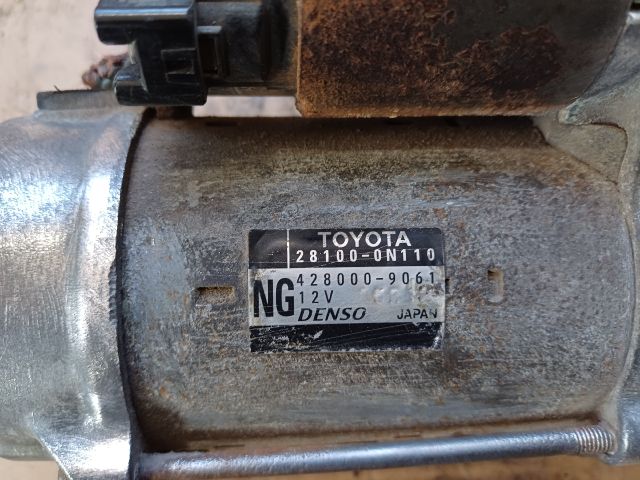 TOYOTA
28100-0N110
NG 428000-9061
12V
DENSO JAPAN